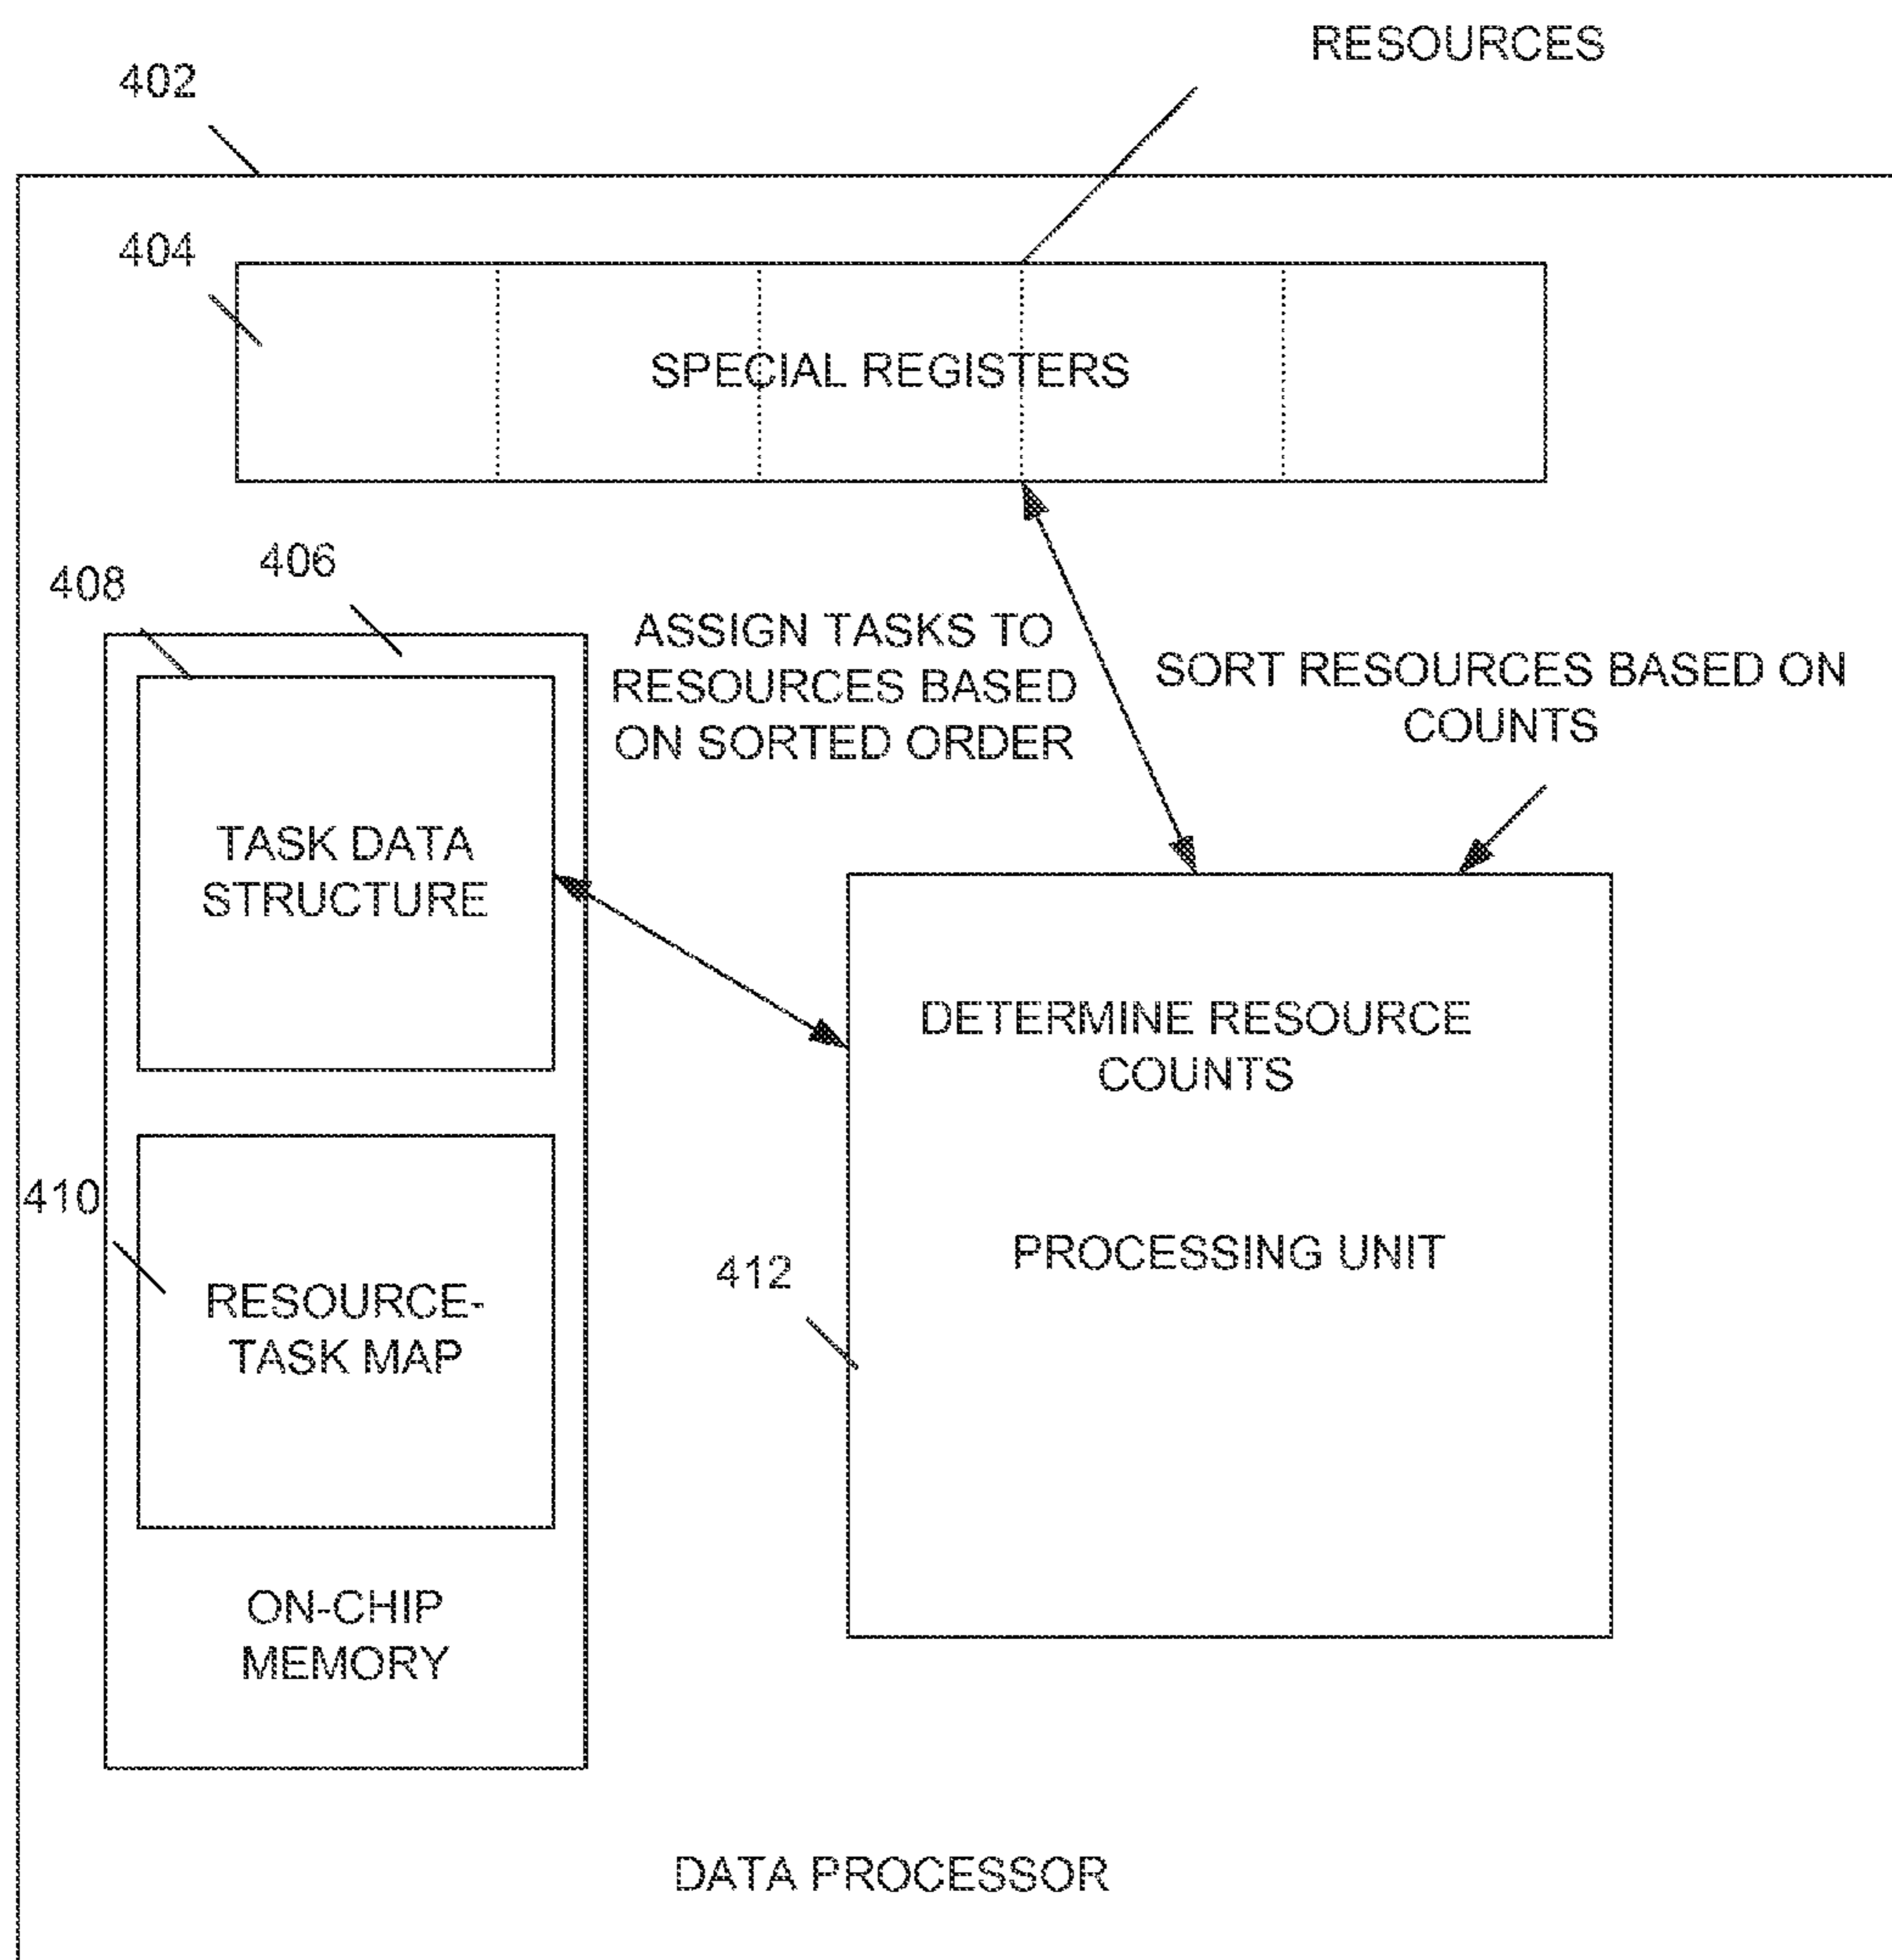 RESOURCES
402
404
SPECIAL REGISTERS
406
408
ASSIGN TASKS TO
RESOURCES BASED
ON SORTED ORDER
SORT RESOURCES BASED ON
COUNTS
TASK DATA
STRUCTURE
DETERMINE RESOURCE
COUNTS
410
PROCESSING UNIT
412
RESOURCE-
TASK MAP
ON-CHIP
MEMORY
DATA PROCESSOR